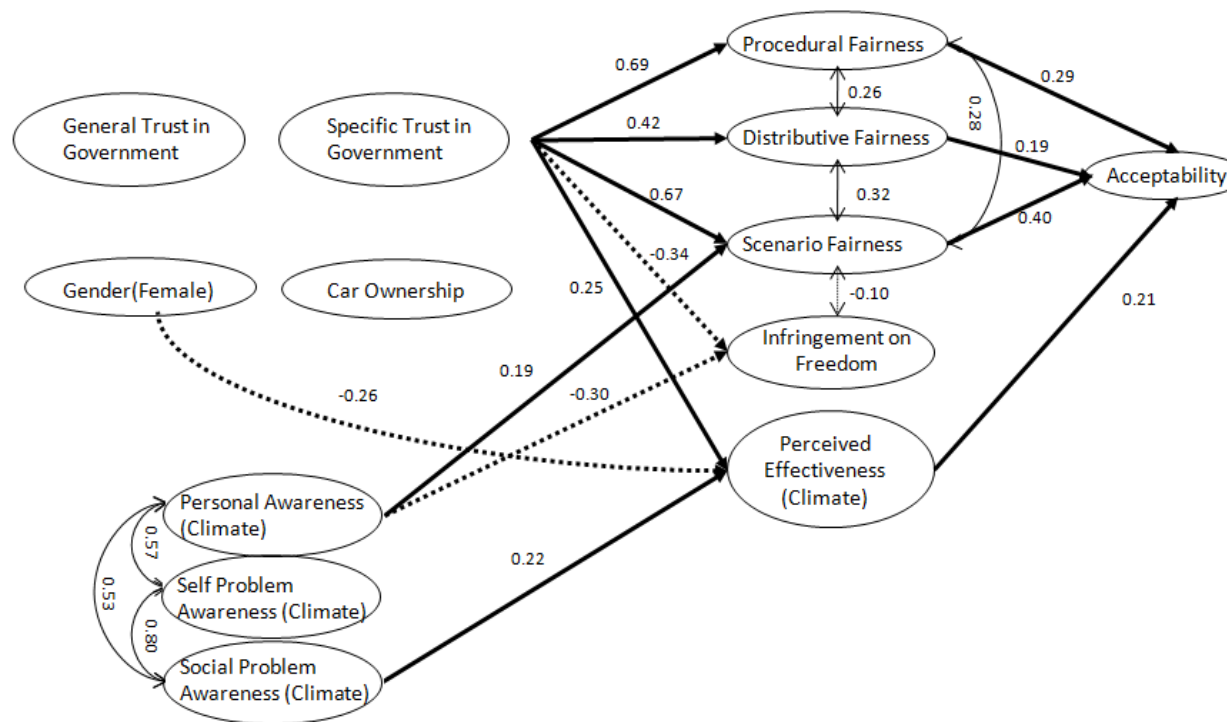 Procedural Fairness
0.69
0.29
0.26
0.28
General Trust in
Government
Specific Trust in
Government
0.42
Distributive Fairness
0.19
Acceptability
0.67
0.32
0.40
Scenario Fairness
-0.34
Gender(Female)
Car Ownership
0.25
-0.10
0.21
Infringement on
Freedom
0.19
-0.30
-0.26
Perceived
Effectiveness
(Climate)
Personal Awareness
(Climate)
0.57
0.53
0.22
Self Problem
Awareness (Climate)
0.80
Social Problem
Awareness (Climate)